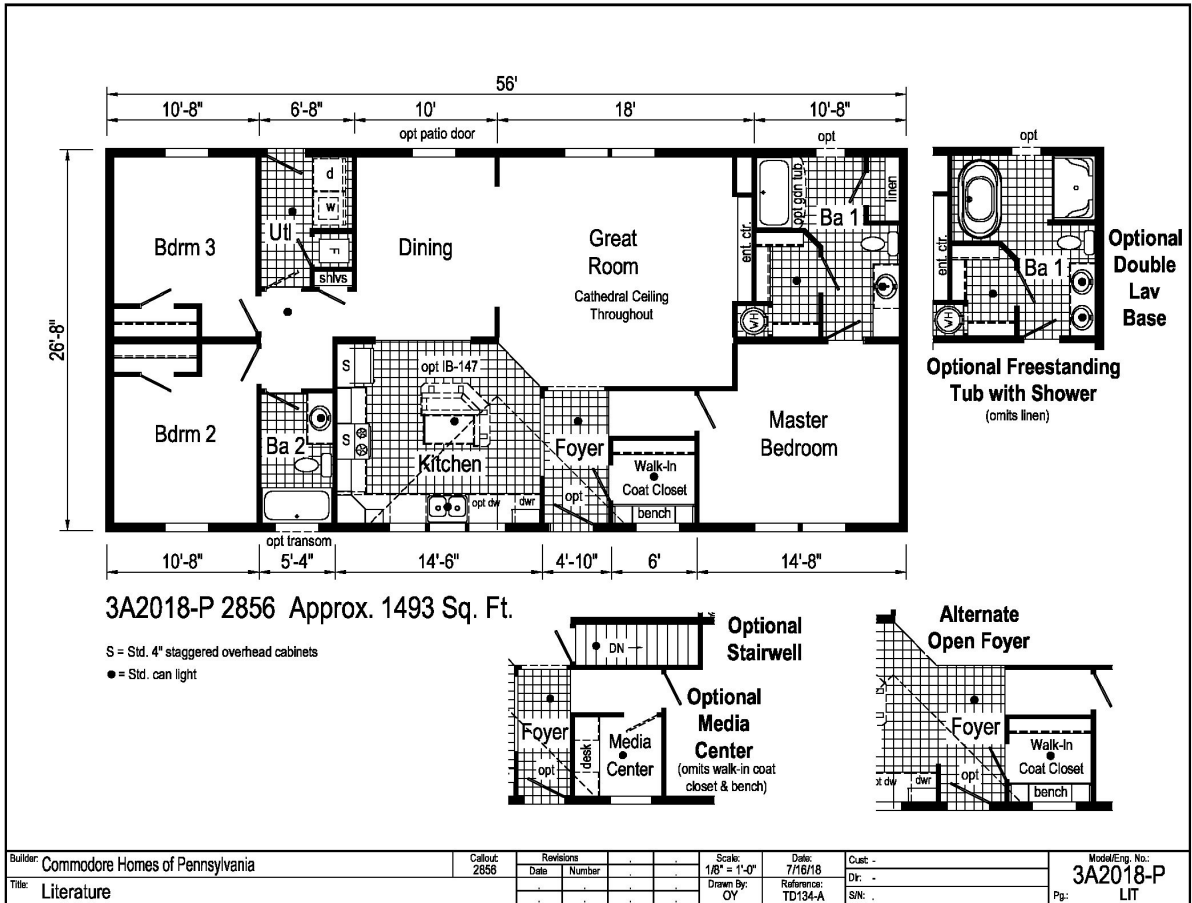 56'
10'-8" 6'-8" 10' 18' 10'-8"
opt patio door
opt
opt
26'-8"
Bdrm 3
Utl
d
w
F
shlvs
Dining
Great
Room
Cathedral Ceiling
Throughout
ent. ctr.
opt gdn tub
Ba 1
linen
HW
ent. ctr.
Ba 1
HW
Optional
Double
Lav
Base
Optional Freestanding
Tub with Shower
(omits linen)
Bdrm 2
Ba 2
opt transom
S
S
opt IB-147
Kitchen
opt dw
dwr
Foyer
opt
Walk-In
Coat Closet
bench
Master
Bedroom
10'-8" 5'-4" 14'-6" 4'-10" 6' 14'-8"
3A2018-P 2856 Approx. 1493 Sq. Ft.
S = Std. 4" staggered overhead cabinets
● = Std. can light
DN
Optional
Stairwell
Foyer
opt
desk
Media
Center
Optional
Media
Center
(omits walk-in coat
closet & bench)
Alternate
Open Foyer
Foyer
Walk-In
Coat Closet
bench
opt
pt dw
dwr
Builder: Commodore Homes of Pennsylvania
Title: Literature
Callout:
2856
Revisions
Date Number
Scale:
1/8" = 1'-0"
Drawn By:
OY
Date:
7/16/18
Reference:
TD134-A
Cust: -
Dir: -
S/N: .
Model/Eng. No.:
3A2018-P
Pg.: LIT